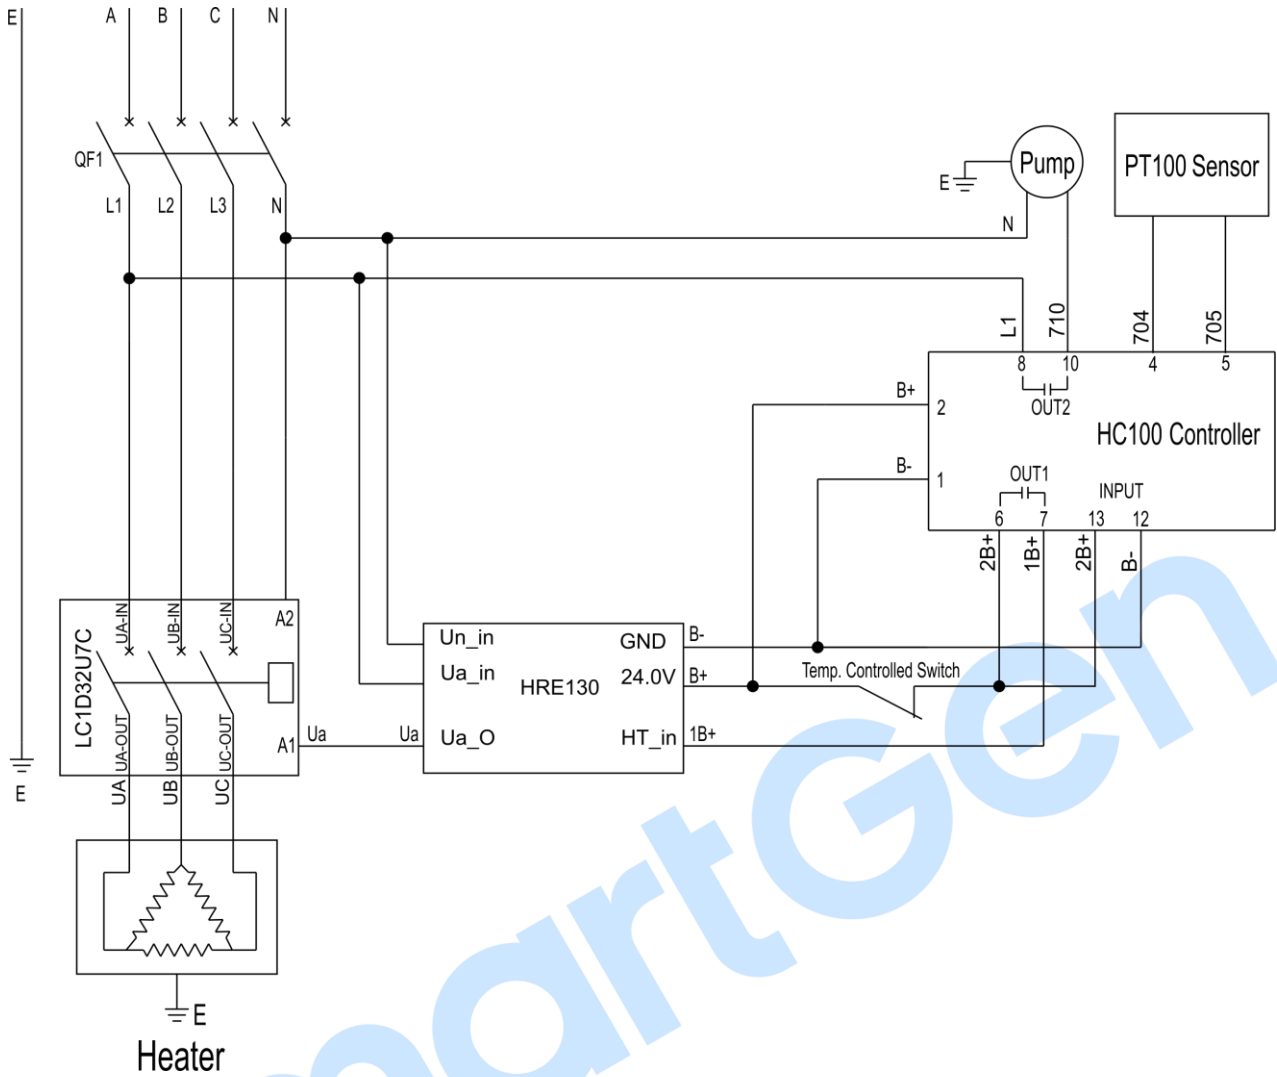 E
A B C N
QF1
L1 L2 L3 N
E
Pump
PT100 Sensor
N
L1
710
704
705
8 10 4 5
OUT2
B+
2
HC100 Controller
B-
1
OUT1
INPUT
6 7 13 12
2B+
1B+
2B+
B-
LC1D32U7C
UA-IN
UB-IN
UC-IN
A2
UA-OUT
UB-OUT
UC-OUT
A1
Ua
Ua
Un_in
Ua_in
Ua_O
HRE130
GND
24.0V
HT_in
B-
B+
1B+
Temp. Controlled Switch
E
UA
UB
UC
E
Heater
martGen